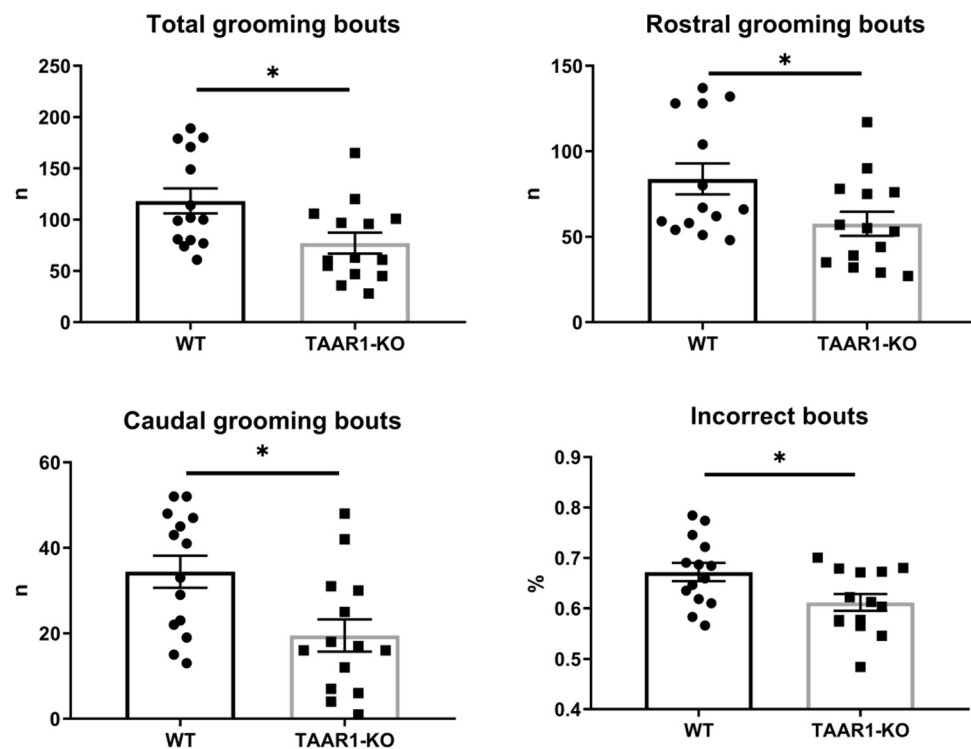 Total grooming bouts
*
250
200
150
100
50
0
n
WT
TAAR1-KO
Rostral grooming bouts
*
150
100
50
0
n
WT
TAAR1-KO
Caudal grooming bouts
*
60
40
20
0
n
WT
TAAR1-KO
Incorrect bouts
*
0.9
0.8
0.7
0.6
0.5
0.4
%
WT
TAAR1-KO